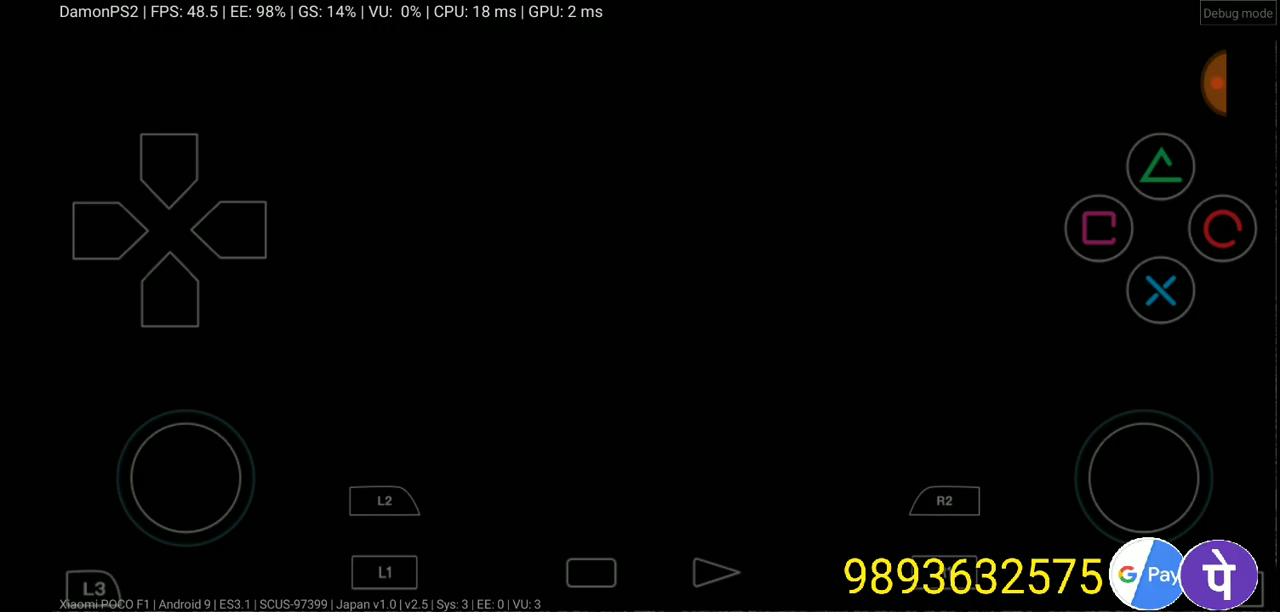 DamonPS2 | FPS: 48.5 | EE: 98% | GS: 14% | VU: 0% | CPU: 18 ms | GPU: 2 ms
Debug mode
L2
R2
L1
L3
9893632575
G Pay
पे
Xiaomi POCO F1 | Android 9 | ES3.1 | SCUS-97399 | Japan v1.0 | v2.5 | Sys: 3 | EE: 0 | VU: 3